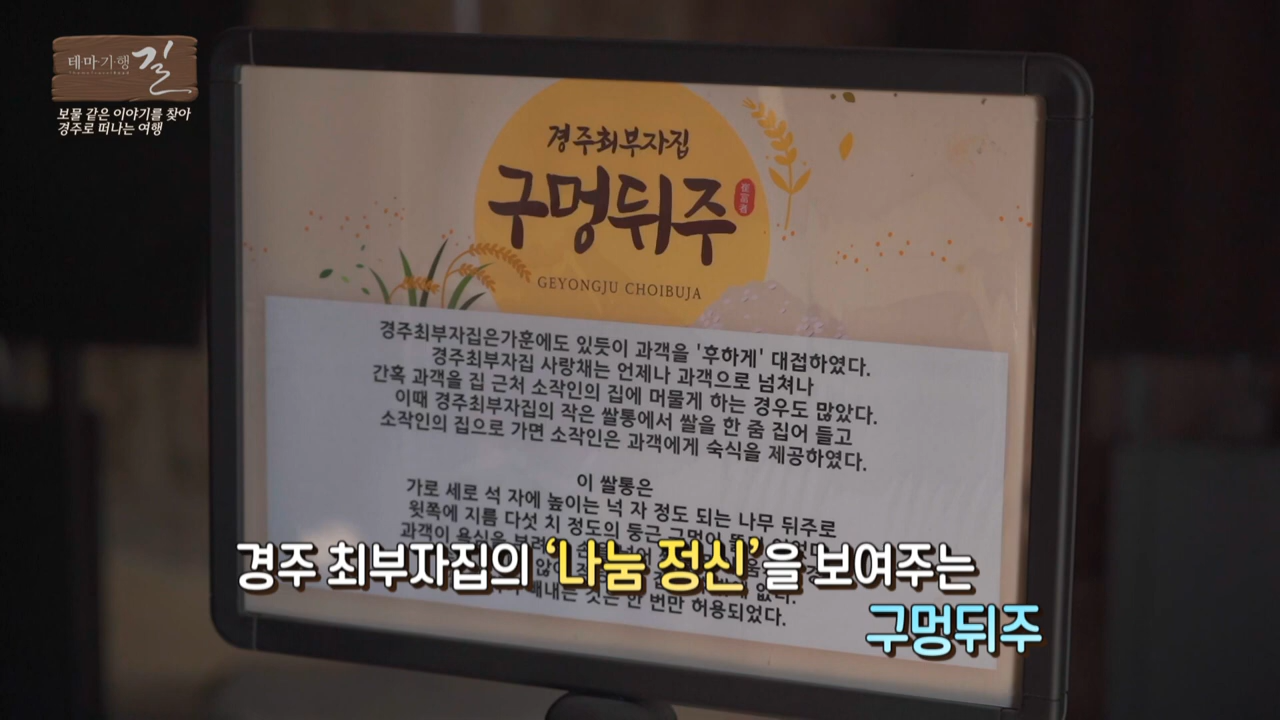 테마기행 길
보물 같은 이야기를 찾아
경주로 떠나는 여행
경주최부자집
구멍뒤주
崔富者
GEYONGJU CHOIBUJA
경주최부자집은가훈에도 있듯이 과객을 '후하게' 대접하였다.
경주최부자집 사랑채는 언제나 과객으로 넘쳐나
간혹 과객을 집 근처 소작인의 집에 머물게 하는 경우도 많았다.
이때 경주최부자집의 작은 쌀통에서 쌀을 한 줌 집어 들고
소작인의 집으로 가면 소작인은 과객에게 숙식을 제공하였다.
이 쌀통은
가로 세로 석 자에 높이는 넉 자 정도 되는 나무 뒤주로
윗쪽에 지름 다섯 치 정도의 둥근 구멍이
과객이
것은 한 번만 허용되었다.
경주 최부자집의 ‘나눔 정신’을 보여주는
구멍뒤주